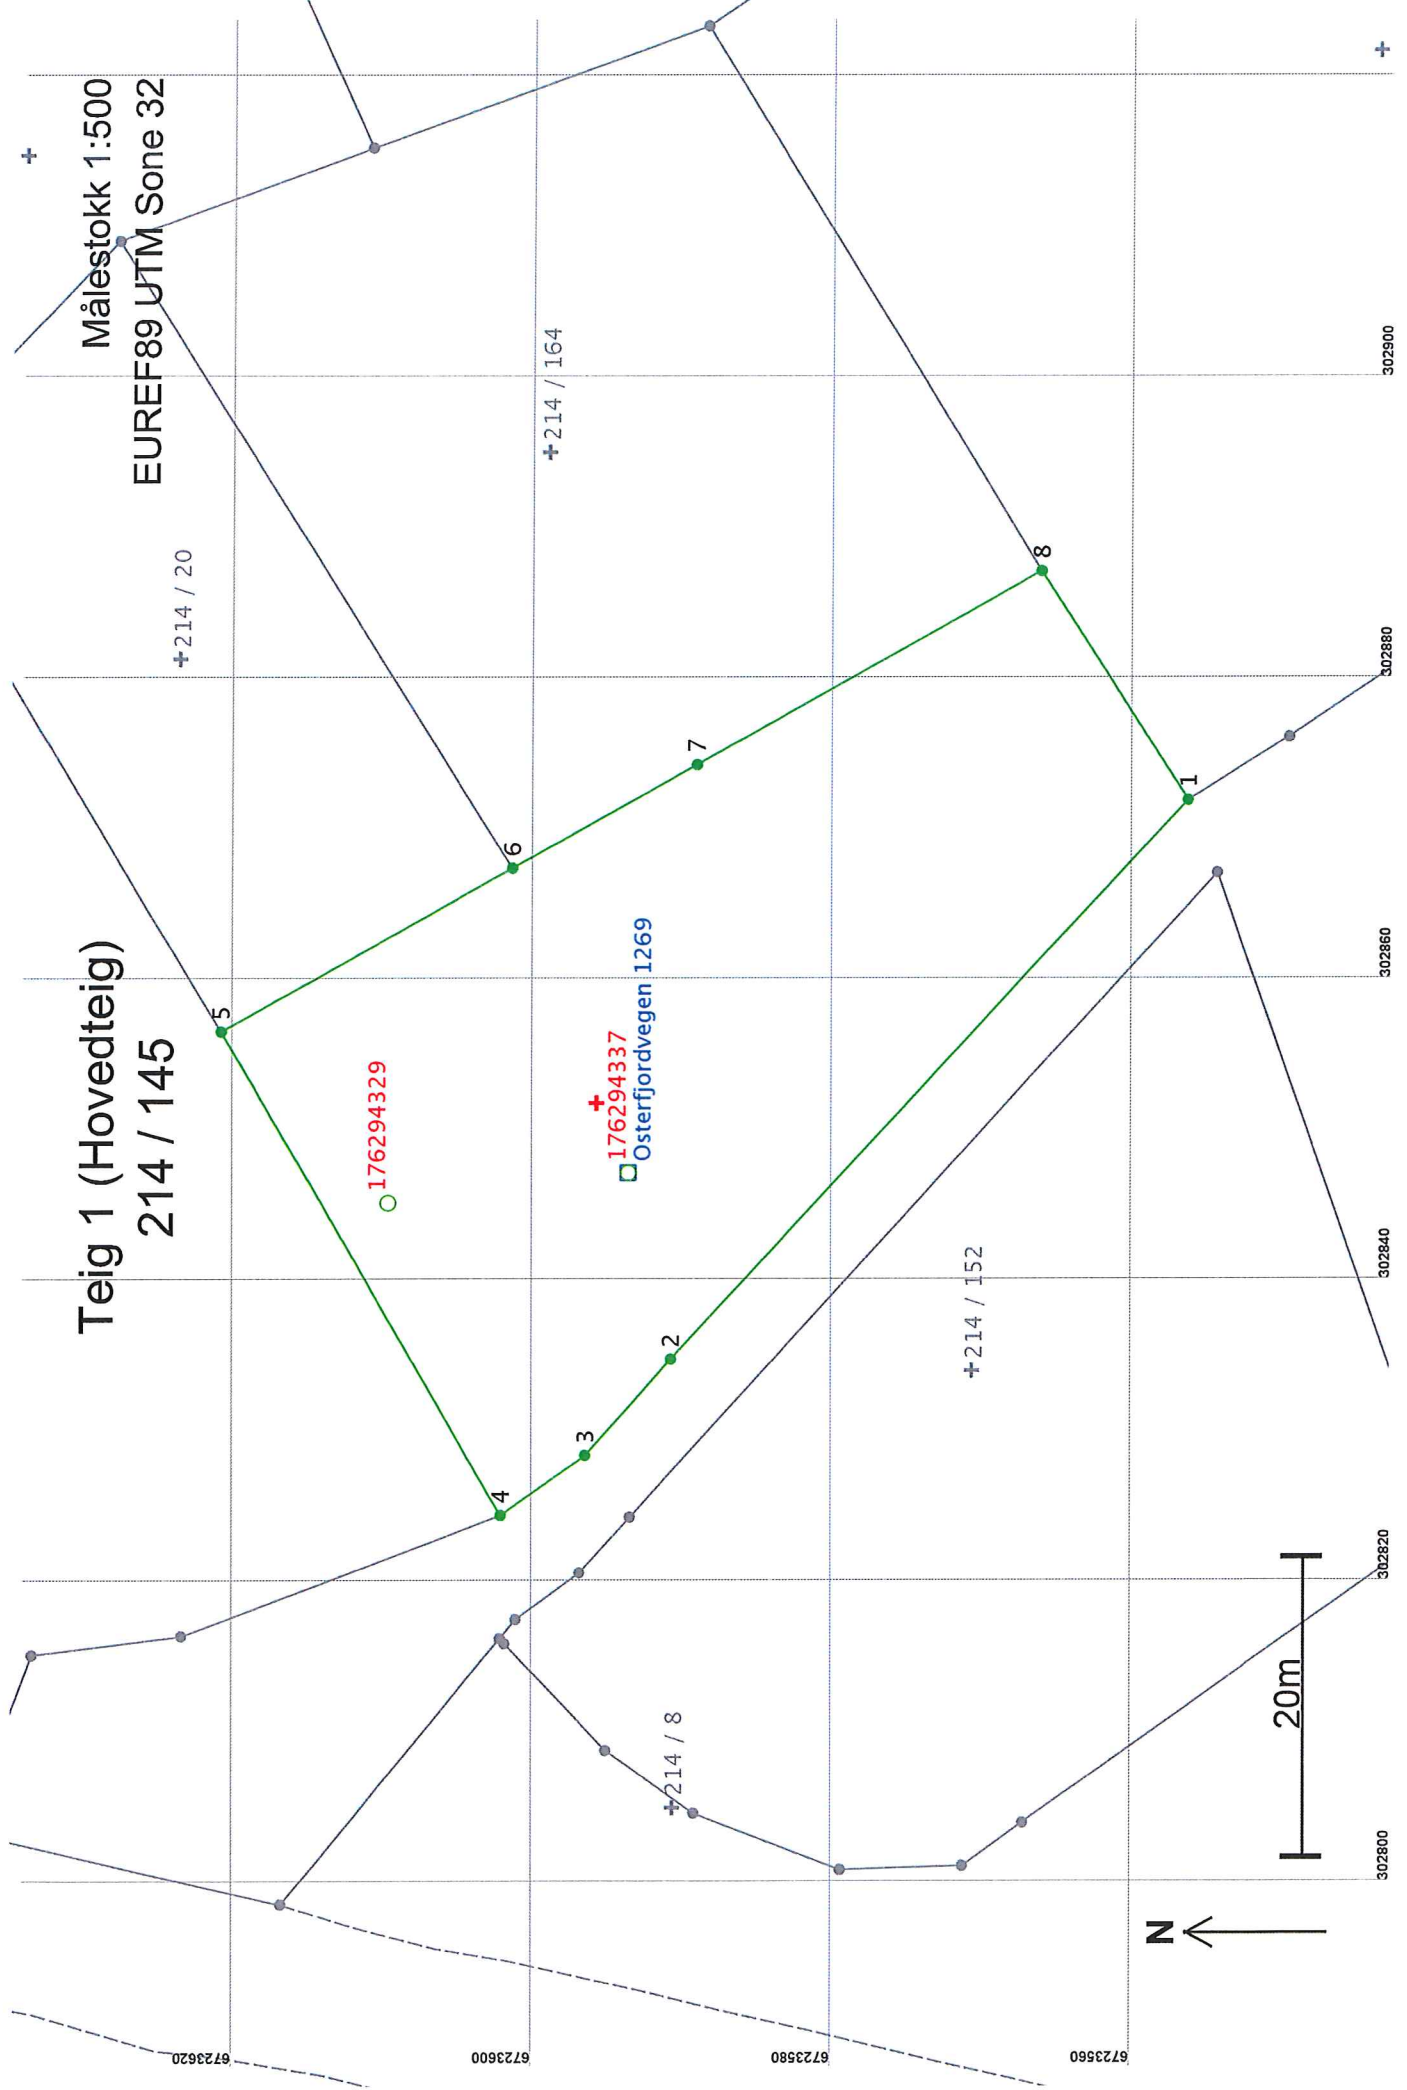 Målestokk 1:500
EUREF89 UTM Sone 32
Teig 1 (Hovedteig)
214 / 145
214 / 20
214 / 164
5
176294329
6
7
8
176294337
Osterfjordvegen 1269
4
3
2
1
214 / 152
214 / 8
20m
N
6723620
6723600
6723580
6723560
302800
302820
302840
302860
302880
302900